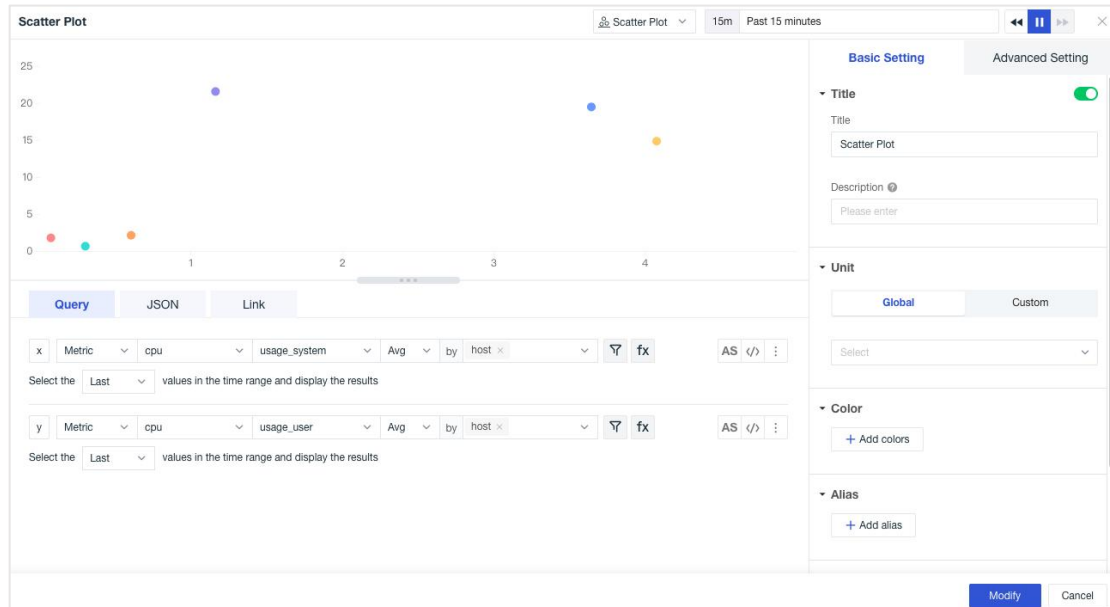 Scatter Plot
Scatter Plot
15m Past 15 minutes
Basic Setting Advanced Setting
25
20
15
10
5
0
1 2 3 4
Title
Title
Scatter Plot
Description
Please enter
Unit
Global Custom
Select
Color
+ Add colors
Alias
+ Add alias
Query JSON Link
x Metric cpu usage_system Avg by host × fx AS </>
Select the Last values in the time range and display the results
y Metric cpu usage_user Avg by host × fx AS </>
Select the Last values in the time range and display the results
Modify Cancel